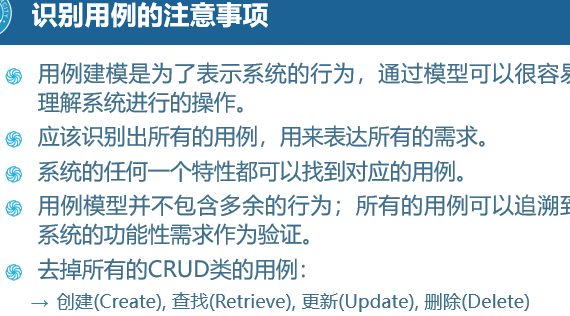 识别用例的注意事项
用例建模是为了表示系统的行为，通过模型可以很容易
理解系统进行的操作。
应该识别出所有的用例，用来表达所有的需求。
系统的任何一个特性都可以找到对应的用例。
用例模型并不包含多余的行为；所有的用例可以追溯到
系统的功能性需求作为验证。
去掉所有的CRUD类的用例：
→ 创建(Create), 查找(Retrieve), 更新(Update), 删除(Delete)